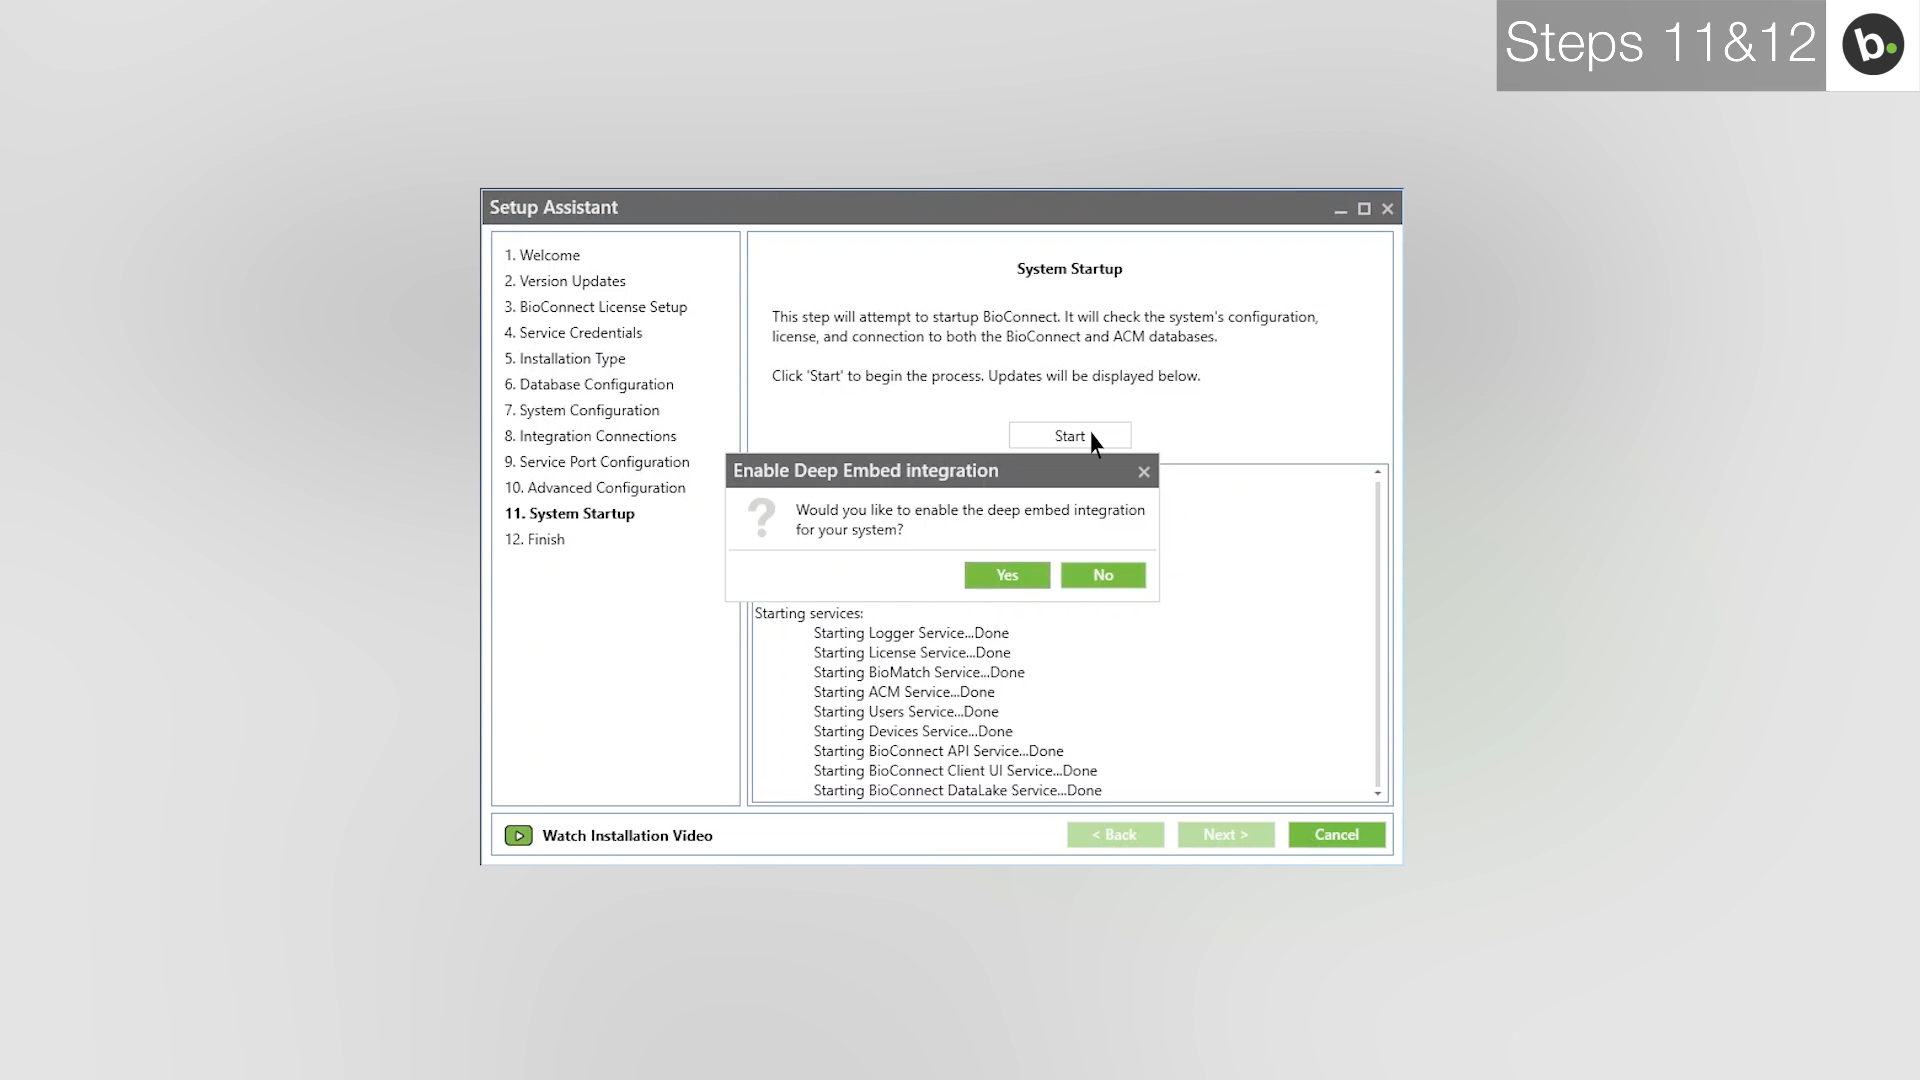 Steps 11&12
b.
Setup Assistant
1. Welcome
2. Version Updates
3. BioConnect License Setup
4. Service Credentials
5. Installation Type
6. Database Configuration
7. System Configuration
8. Integration Connections
9. Service Port Configuration
10. Advanced Configuration
11. System Startup
12. Finish
System Startup
This step will attempt to startup BioConnect. It will check the system's configuration,
license, and connection to both the BioConnect and ACM databases.
Click 'Start' to begin the process. Updates will be displayed below.
Start
Enable Deep Embed integration
?
Would you like to enable the deep embed integration
for your system?
Yes
No
Starting services:
Starting Logger Service...Done
Starting License Service...Done
Starting BioMatch Service...Done
Starting ACM Service...Done
Starting Users Service...Done
Starting Devices Service...Done
Starting BioConnect API Service...Done
Starting BioConnect Client UI Service...Done
Starting BioConnect DataLake Service...Done
Watch Installation Video
< Back
Next >
Cancel